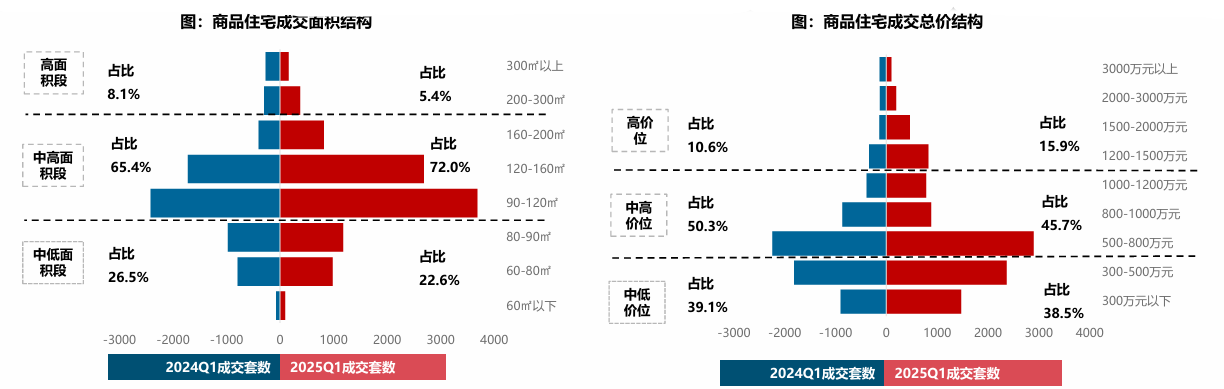 图：商品住宅成交面积结构
高面
积段
占比
8.1%
占比
5.4%
300㎡以上
200-300㎡
中高面
积段
占比
65.4%
占比
72.0%
160-200㎡
120-160㎡
90-120㎡
中低面
积段
占比
26.5%
占比
22.6%
80-90㎡
60-80㎡
60㎡以下
-3000 -2000 -1000 0 1000 2000 3000 4000
2024Q1成交套数 2025Q1成交套数
图：商品住宅成交总价结构
高价
位
占比
10.6%
占比
15.9%
3000万元以上
2000-3000万元
1500-2000万元
1200-1500万元
中高
价位
占比
50.3%
占比
45.7%
1000-1200万元
800-1000万元
500-800万元
中低
价位
占比
39.1%
占比
38.5%
300-500万元
300万元以下
-3000 -2000 -1000 0 1000 2000 3000 4000
2024Q1成交套数 2025Q1成交套数